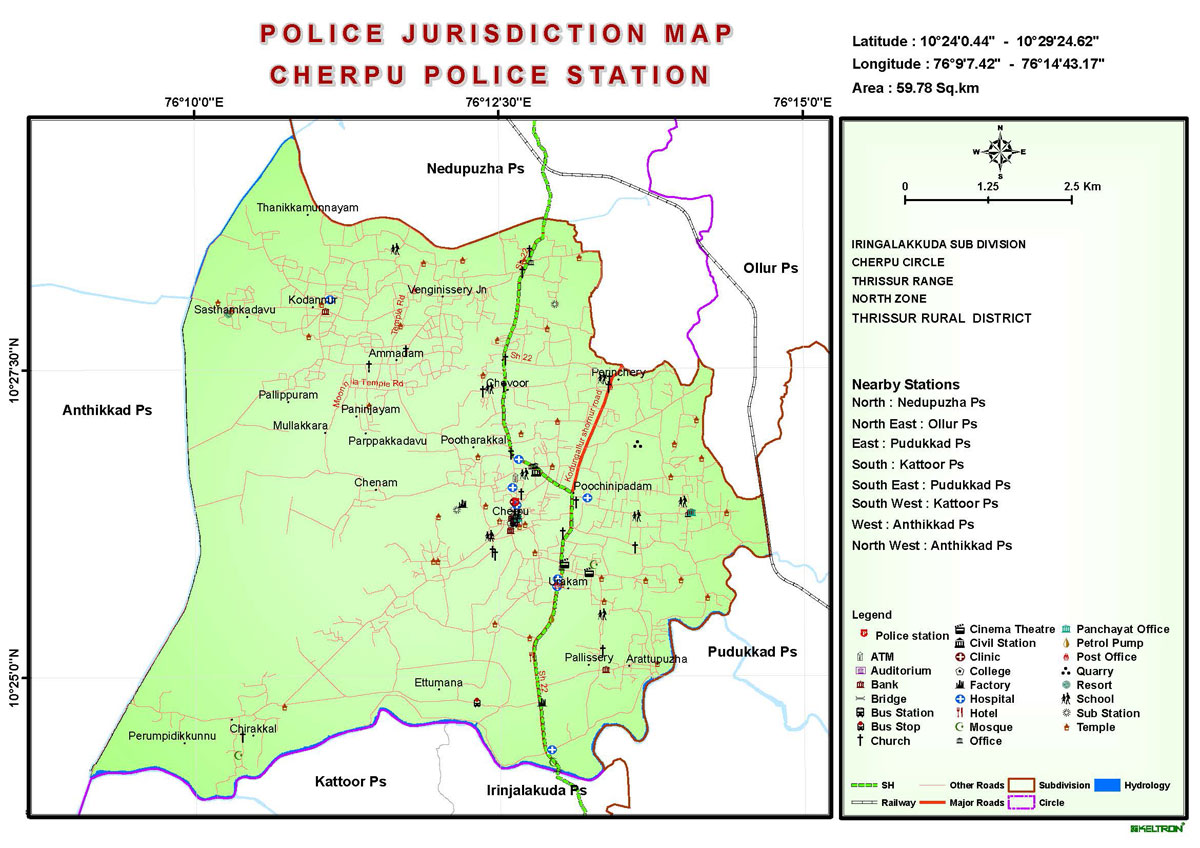 POLICE JURISDICTION MAP
CHERPU POLICE STATION
Latitude : 10°24'0.44" - 10°29'24.62"
Longitude : 76°9'7.42" - 76°14'43.17"
Area : 59.78 Sq.km
76°10'0"E
76°12'30"E
76°15'0"E
10°27'30"N
10°25'0"N
Nedupuzha Ps
Thanikkamunnayam
Ollur Ps
Venginissery Jn
Kodannur
Sasthamkadavu
Temple Rd
Sh 22
Ammadam
Sh 22
Perinchery
Chevoor
la Temple Rd
Pallippuram
Anthikkad Ps
Paninjayam
Mullakkara
Parppakkadavu
Pootharakkal
Kodungallur shornur road
Chenam
Poochinipadam
Cherpu
Urakam
Pallissery
Arattupuzha
Pudukkad Ps
Ettumana
Sh 22
Perumpidikkunnu
Chirakkal
Kattoor Ps
Irinjalakuda Ps
N
W
E
S
0
1.25
2.5 Km
IRINGALAKKUDA SUB DIVISION
CHERPU CIRCLE
THRISSUR RANGE
NORTH ZONE
THRISSUR RURAL DISTRICT
Nearby Stations
North : Nedupuzha Ps
North East : Ollur Ps
East : Pudukkad Ps
South : Kattoor Ps
South East : Pudukkad Ps
South West : Kattoor Ps
West : Anthikkad Ps
North West : Anthikkad Ps
Legend
Police station
ATM
Auditorium
Bank
Bridge
Bus Station
Bus Stop
Church
Cinema Theatre
Civil Station
Clinic
College
Factory
Hospital
Hotel
Mosque
Office
Panchayat Office
Petrol Pump
Post Office
Quarry
Resort
School
Sub Station
Temple
SH
Other Roads
Subdivision
Hydrology
Railway
Major Roads
Circle
KELTRON